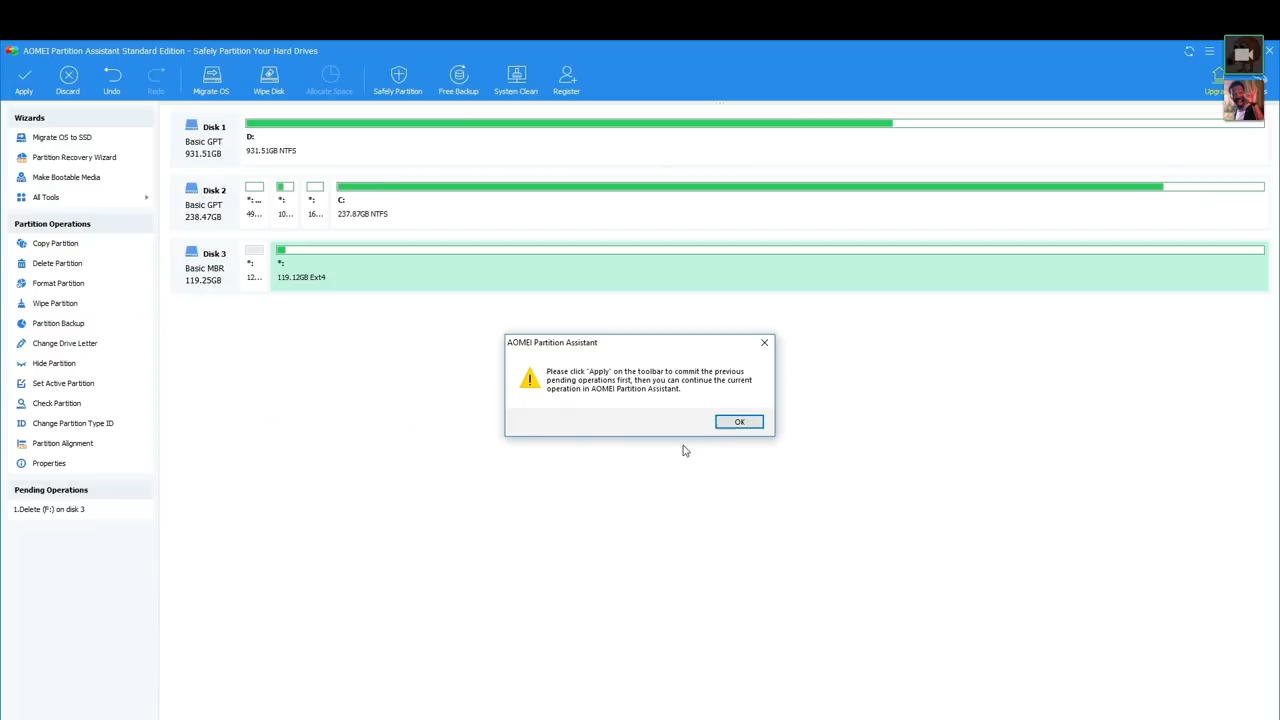 AOMEI Partition Assistant Standard Edition - Safely Partition Your Hard Drives
Apply
Discard
Undo
Redo
Migrate OS
Wipe Disk
Allocate Space
Safely Partition
Free Backup
System Clean
Register
Wizards
Migrate OS to SSD
Partition Recovery Wizard
Make Bootable Media
All Tools
Partition Operations
Copy Partition
Delete Partition
Format Partition
Wipe Partition
Partition Backup
Change Drive Letter
Hide Partition
Set Active Partition
Check Partition
Change Partition Type ID
Partition Alignment
Properties
Pending Operations
1.Delete (F:) on disk 3
Disk 1
Basic GPT
931.51GB
D:
931.51GB NTFS
Disk 2
Basic GPT
238.47GB
*: ...
49...
*:
10...
*:
16...
C:
237.87GB NTFS
Disk 3
Basic MBR
119.25GB
*:
12...
*:
119.12GB Ext4
AOMEI Partition Assistant
Please click "Apply" on the toolbar to commit the previous
pending operations first, then you can continue the current
operation in AOMEI Partition Assistant.
OK